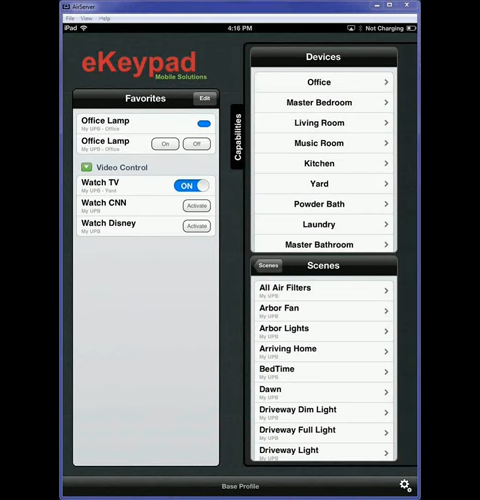 AirServer
File View Help
iPad 4:16 PM Not Charging
eKeypad
Mobile Solutions
Favorites Edit
Office Lamp
My UPB - Office
Office Lamp On Off
My UPB - Office
Video Control
Watch TV ON
My UPB - Yard
Watch CNN Activate
My UPB
Watch Disney Activate
My UPB
Capabilities
Devices
Office
Master Bedroom
Living Room
Music Room
Kitchen
Yard
Powder Bath
Laundry
Master Bathroom
Scenes Scenes
All Air Filters
My UPB
Arbor Fan
My UPB
Arbor Lights
My UPB
Arriving Home
My UPB
BedTime
My UPB
Dawn
My UPB
Driveway Dim Light
My UPB
Driveway Full Light
My UPB
Driveway Light
My UPB
Base Profile